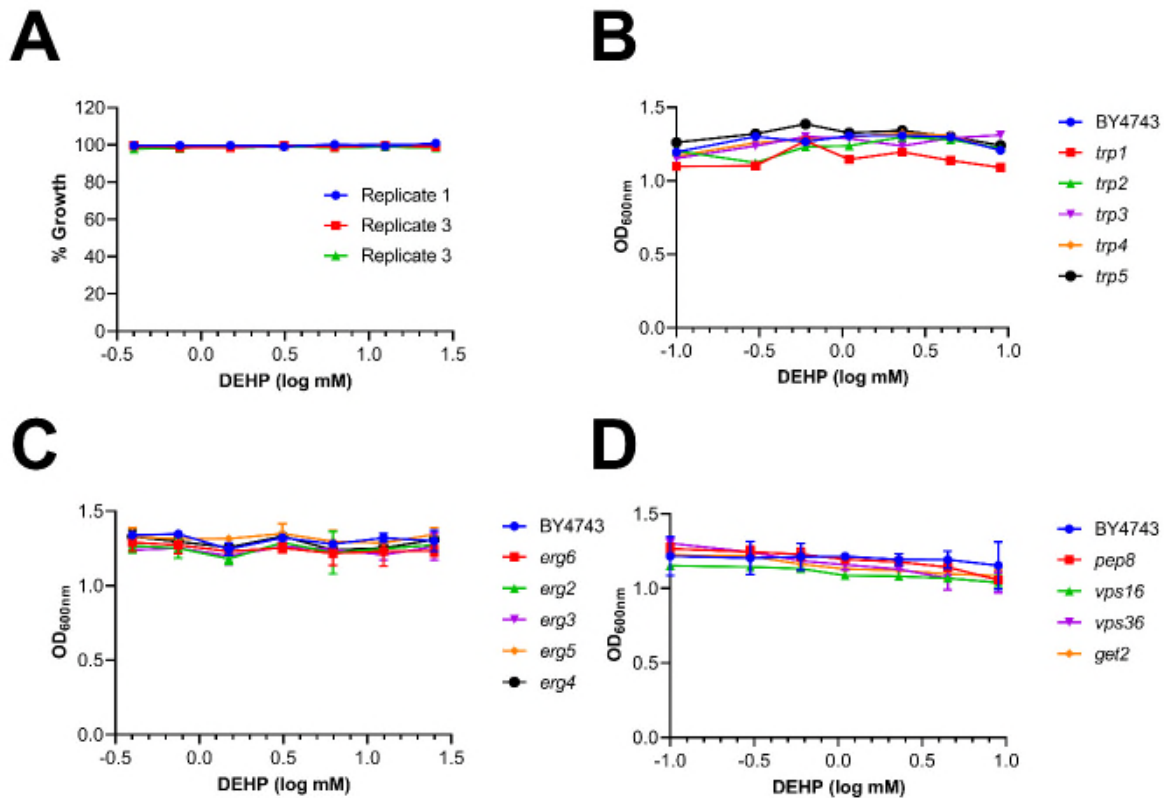 A
120
100
80
60
40
20
0
% Growth
-0.5
0.0
0.5
1.0
1.5
DEHP (log mM)
Replicate 1
Replicate 3
Replicate 3
B
1.5
1.0
0.5
0.0
OD600nm
-1.0
-0.5
0.0
0.5
1.0
DEHP (log mM)
BY4743
trp1
trp2
trp3
trp4
trp5
C
1.5
1.0
0.5
0.0
OD600nm
-0.5
0.0
0.5
1.0
1.5
DEHP (log mM)
BY4743
erg6
erg2
erg3
erg5
erg4
D
1.5
1.0
0.5
0.0
OD600nm
-1.0
-0.5
0.0
0.5
1.0
DEHP (log mM)
BY4743
pep8
vps16
vps36
get2